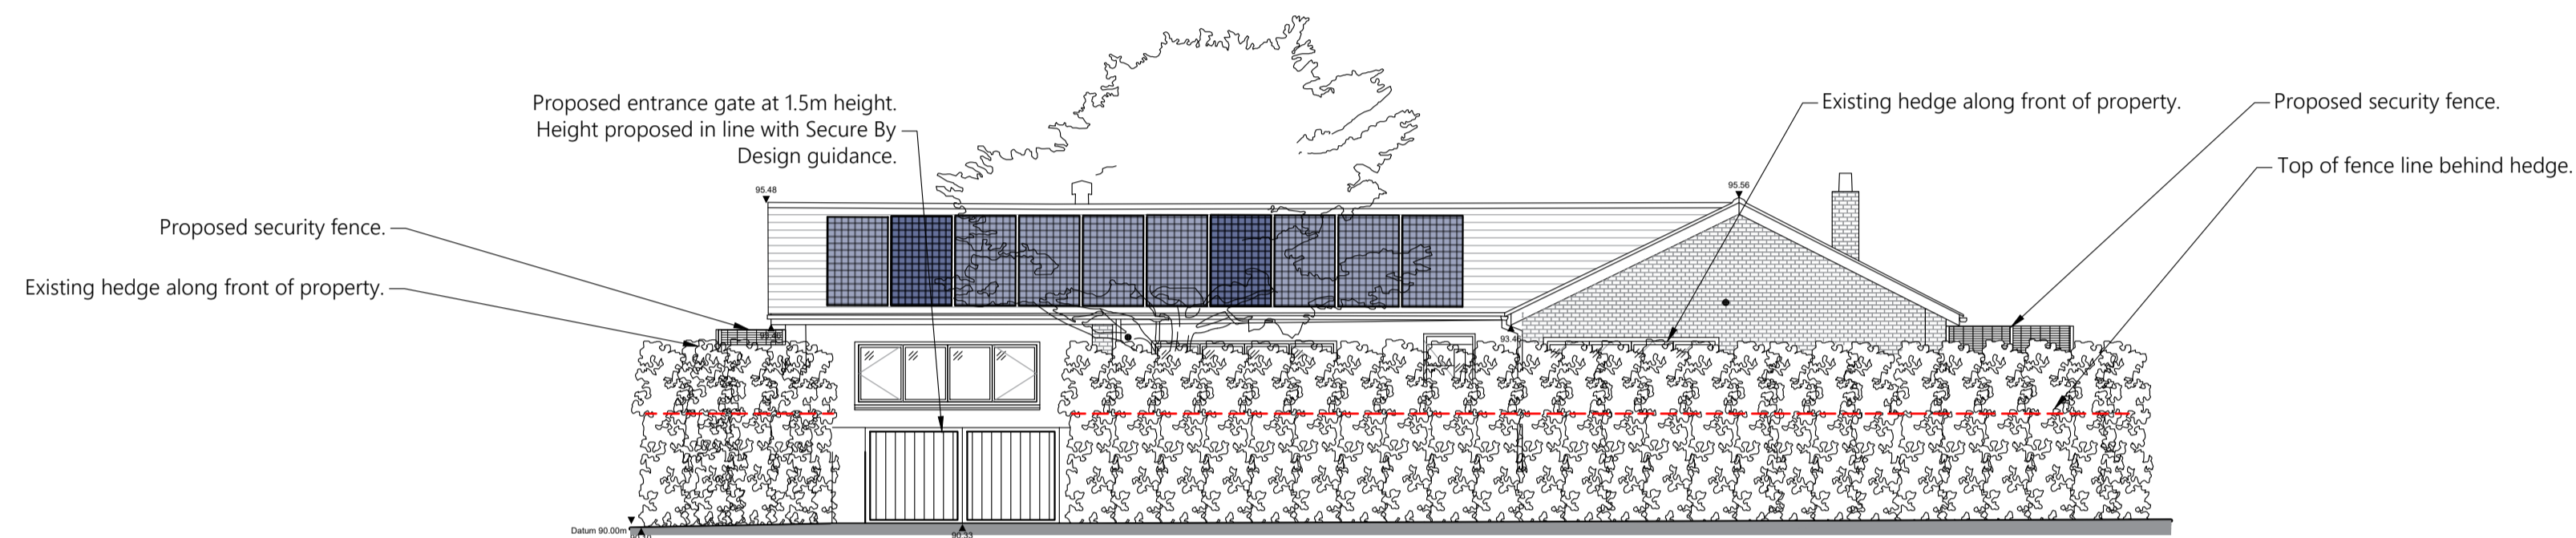 Proposed entrance gate at 1.5m height.
Height proposed in line with Secure By
Design guidance.
Existing hedge along front of property.
Proposed security fence.
Top of fence line behind hedge.
95.48
95.56
Proposed security fence.
Existing hedge along front of property.
Datum 90.00m
90.33